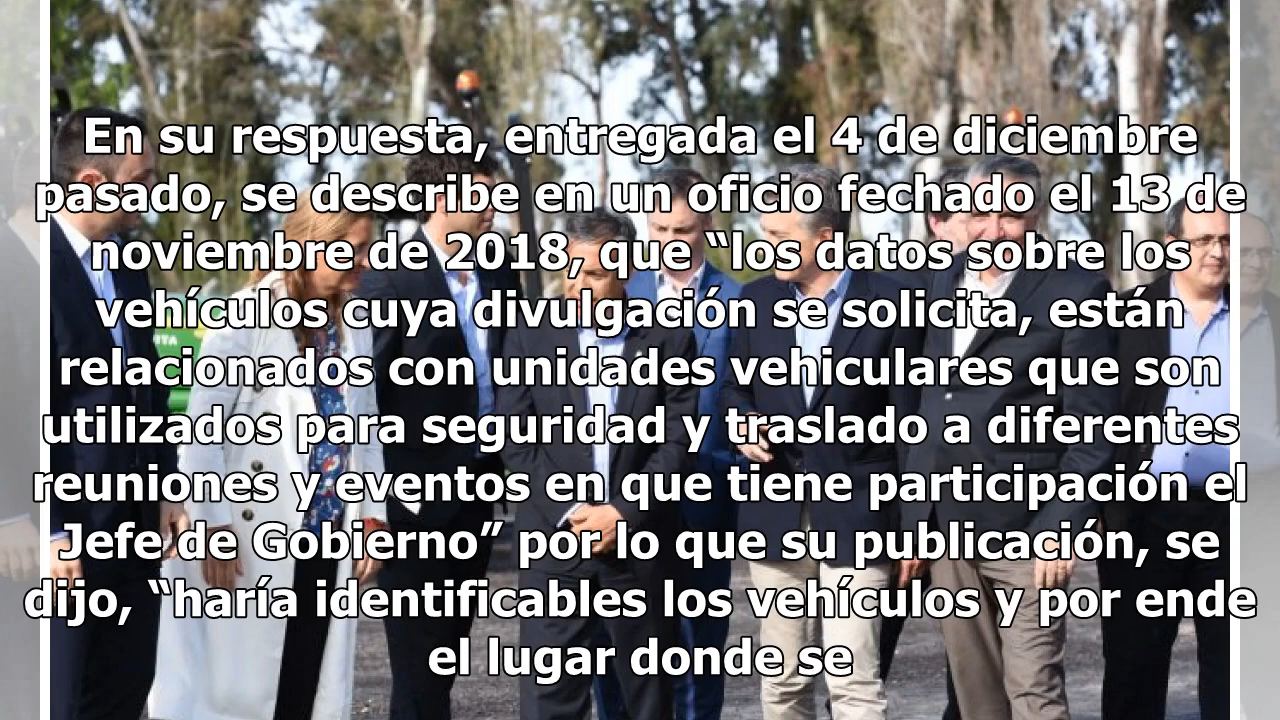 En su respuesta, entregada el 4 de diciembre
pasado, se describe en un oficio fechado el 13 de
noviembre de 2018, que “los datos sobre los
vehículos cuya divulgación se solicita, están
relacionados con unidades vehiculares que son
utilizados para seguridad y traslado a diferentes
reuniones y eventos en que tiene participación el
Jefe de Gobierno” por lo que su publicación, se
dijo, “haría identificables los vehículos y por ende
el lugar donde se